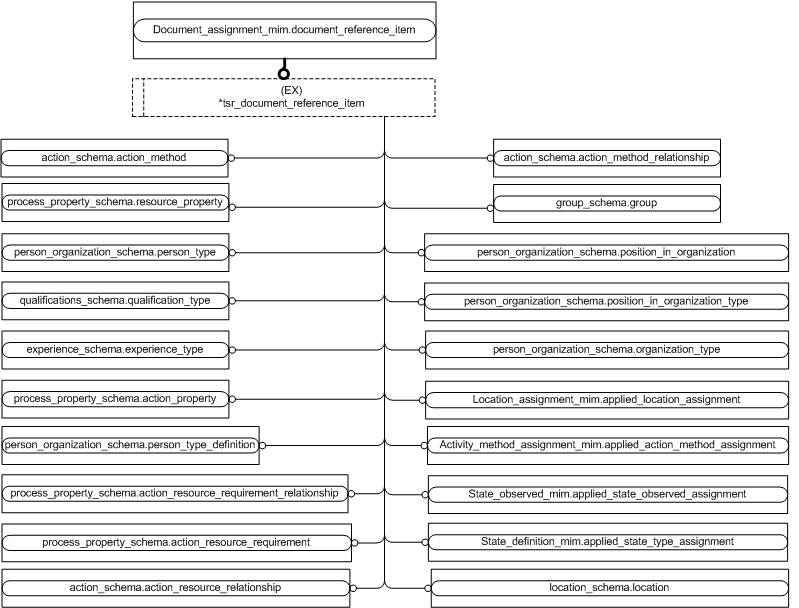 Document_assignment_mim.document_reference_item
(EX)
*tsr_document_reference_item
action_schema.action_method
action_schema.action_method_relationship
process_property_schema.resource_property
group_schema.group
person_organization_schema.person_type
person_organization_schema.position_in_organization
qualifications_schema.qualification_type
person_organization_schema.position_in_organization_type
experience_schema.experience_type
person_organization_schema.organization_type
process_property_schema.action_property
Location_assignment_mim.applied_location_assignment
person_organization_schema.person_type_definition
Activity_method_assignment_mim.applied_action_method_assignment
process_property_schema.action_resource_requirement_relationship
State_observed_mim.applied_state_observed_assignment
process_property_schema.action_resource_requirement
State_definition_mim.applied_state_type_assignment
action_schema.action_resource_relationship
location_schema.location